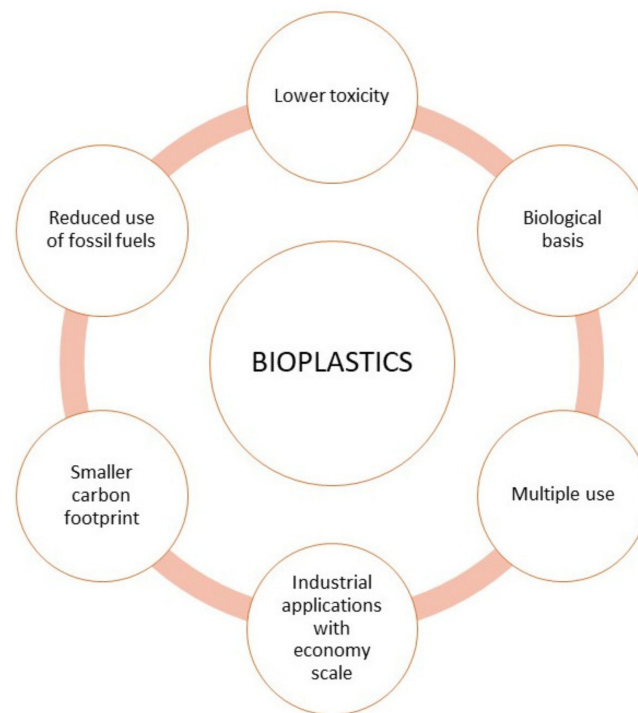 Lower toxicity
Biological
basis
Multiple use
Industrial
applications
with
economy
scale
Smaller
carbon
footprint
Reduced use
of fossil fuels
BIOPLASTICS